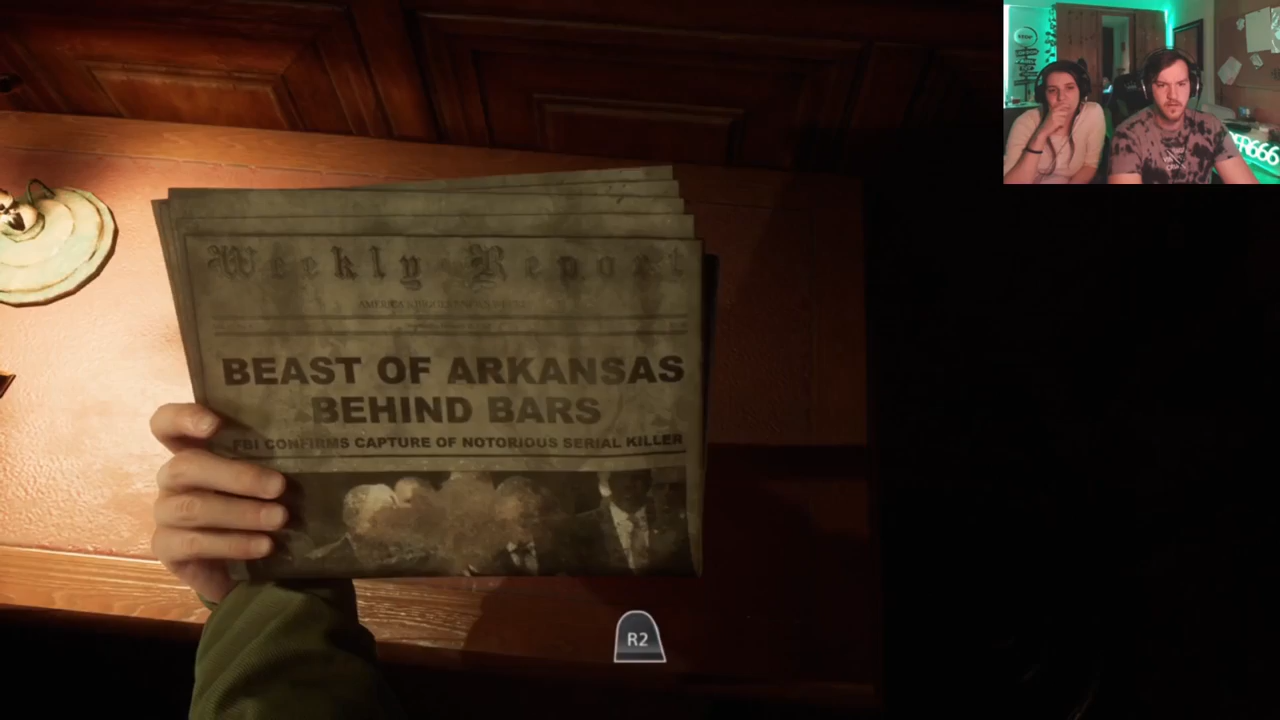 Weekly Report
BEAST OF ARKANSAS
BEHIND BARS
FBI CONFIRMS CAPTURE OF NOTORIOUS SERIAL KILLER
R2